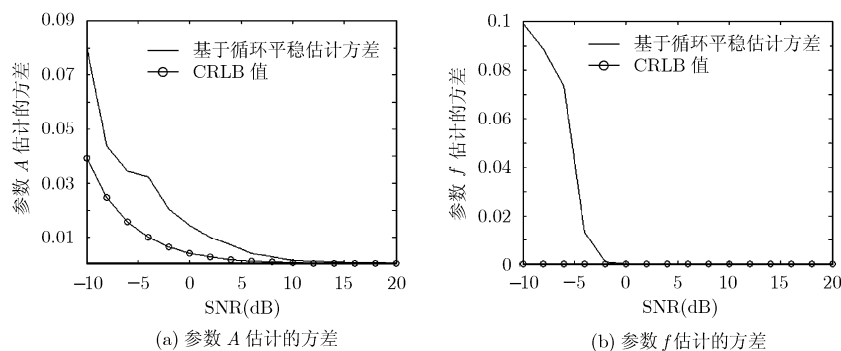 0.09
0.07
0.05
0.03
0.01
参数 A 估计的方差
基于循环平稳估计方差
CRLB 值
−10 −5 0 5 10 15 20
SNR(dB)
(a) 参数 A 估计的方差
0.1
0.08
0.06
0.04
0.02
0
参数 f 估计的方差
基于循环平稳估计方差
CRLB 值
−10 −5 0 5 10 15 20
SNR(dB)
(b) 参数 f估计的方差